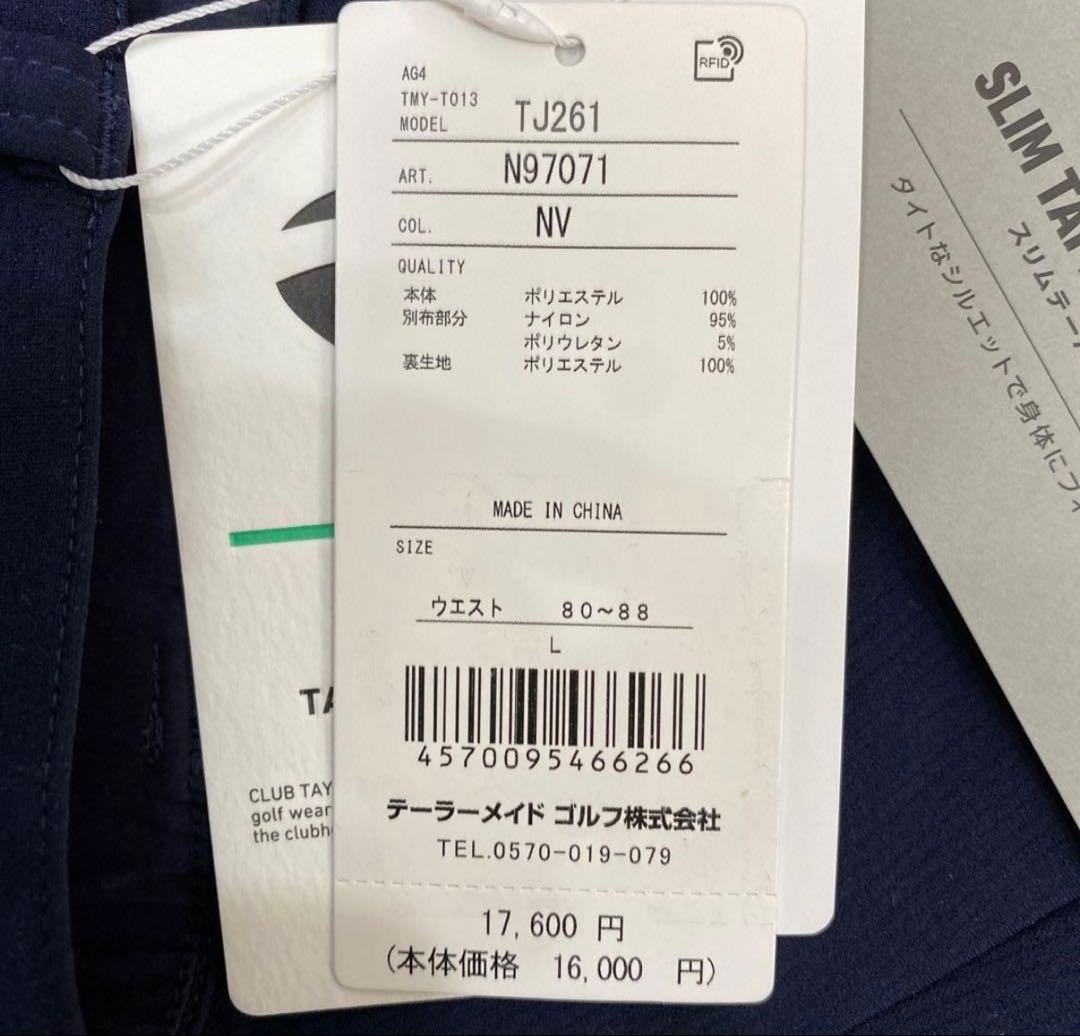 RFID
AG4
TMY-T013
MODEL TJ261
ART. N97071
COL. NV
QUALITY
本体 ポリエステル 100%
別布部分 ナイロン 95%
ポリウレタン 5%
裏生地 ポリエステル 100%
MADE IN CHINA
SIZE
ウエスト 80~88
L
4570095466266
テーラーメイド ゴルフ株式会社
TEL.0570-019-079
17,600 円
(本体価格 16,000 円)
CLUB TAY
golf wear
the clubh
SLIM TA
スリムテー
タイトなシルエットで身体にフィ